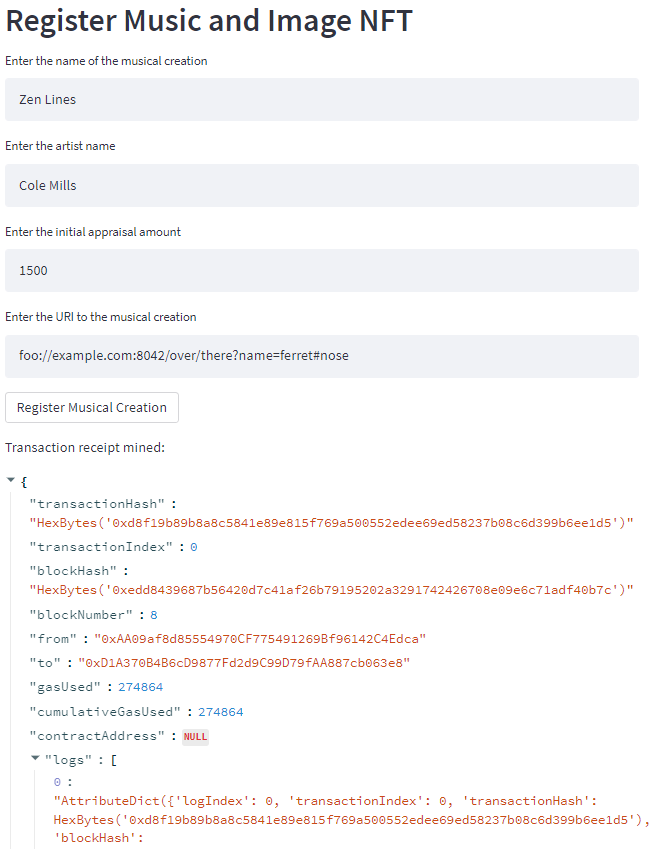 Register Music and Image NFT
Enter the name of the musical creation
Zen Lines
Enter the artist name
Cole Mills
Enter the initial appraisal amount
1500
Enter the URI to the musical creation
foo://example.com:8042/over/there?name=ferret#nose
Register Musical Creation
Transaction receipt mined:
{
"transactionHash" :
"HexBytes('0xd8f19b89b8a8c5841e89e815f769a500552edee69ed58237b08c6d399b6ee1d5')"
"transactionIndex" : 0
"blockHash" :
"HexBytes('0xedd8439687b56420d7c41af26b79195202a3291742426708e09e6c71adf40b7c')"
"blockNumber" : 8
"from" : "0xAA09af8d85554970CF775491269Bf96142C4Edca"
"to" : "0xD1A370B4B6cD9877Fd2d9C99D79fAA887cb063e8"
"gasUsed" : 274864
"cumulativeGasUsed" : 274864
"contractAddress" : NULL
"logs" : [
0 :
"AttributeDict({'logIndex': 0, 'transactionIndex': 0, 'transactionHash':
HexBytes('0xd8f19b89b8a8c5841e89e815f769a500552edee69ed58237b08c6d399b6ee1d5'),
'blockHash':